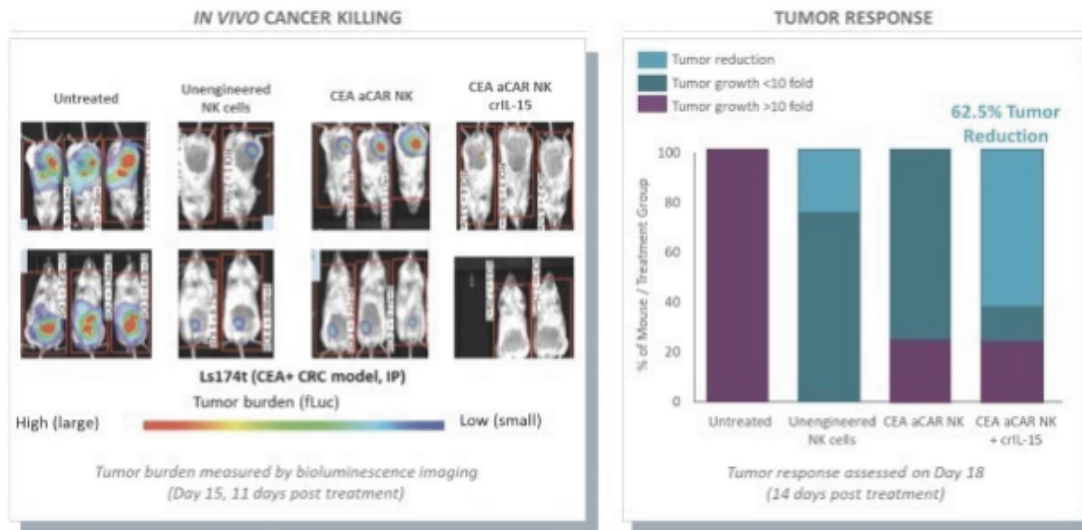 IN VIVO CANCER KILLING
Untreated
Unengineered
NK cells
CEA aCAR NK
CEA aCAR NK
crIL-15
Ls174t (CEA+ CRC model, IP)
Tumor burden (fLuc)
High (large)
Low (small)
Tumor burden measured by bioluminescence imaging
(Day 15, 11 days post treatment)
TUMOR RESPONSE
Tumor reduction
Tumor growth <10 fold
Tumor growth >10 fold
62.5% Tumor
Reduction
% of Mouse / Treatment Group
100
80
60
40
20
0
Untreated
Unengineered
NK cells
CEA aCAR NK
CEA aCAR NK
+ crIL-15
Tumor response assessed on Day 18
(14 days post treatment)